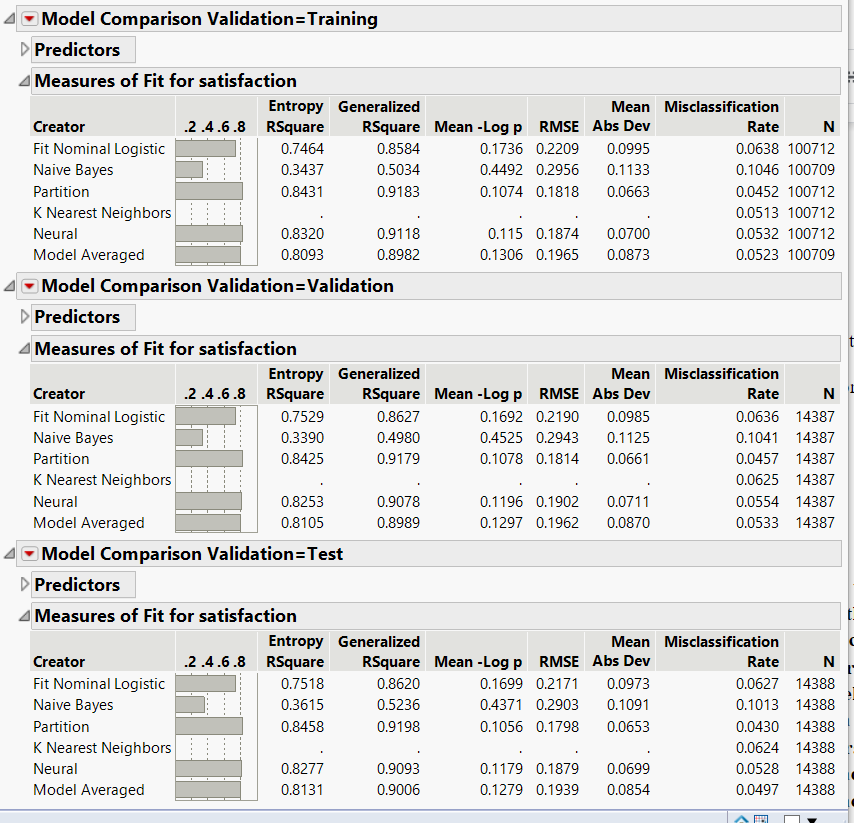 Model Comparison Validation=Training
Predictors
Measures of Fit for satisfaction
Creator .2 .4 .6 .8 Entropy RSquare Generalized RSquare Mean -Log p RMSE Mean Abs Dev Misclassification Rate N
Fit Nominal Logistic 0.7464 0.8584 0.1736 0.2209 0.0995 0.0638 100712
Naive Bayes 0.3437 0.5034 0.4492 0.2956 0.1133 0.1046 100709
Partition 0.8431 0.9183 0.1074 0.1818 0.0663 0.0452 100712
K Nearest Neighbors . . . . . 0.0513 100712
Neural 0.8320 0.9118 0.115 0.1874 0.0700 0.0532 100712
Model Averaged 0.8093 0.8982 0.1306 0.1965 0.0873 0.0523 100709
Model Comparison Validation=Validation
Predictors
Measures of Fit for satisfaction
Creator .2 .4 .6 .8 Entropy RSquare Generalized RSquare Mean -Log p RMSE Mean Abs Dev Misclassification Rate N
Fit Nominal Logistic 0.7529 0.8627 0.1692 0.2190 0.0985 0.0636 14387
Naive Bayes 0.3390 0.4980 0.4525 0.2943 0.1125 0.1041 14387
Partition 0.8425 0.9179 0.1078 0.1814 0.0661 0.0457 14387
K Nearest Neighbors . . . . . 0.0625 14387
Neural 0.8253 0.9078 0.1196 0.1902 0.0711 0.0554 14387
Model Averaged 0.8105 0.8989 0.1297 0.1962 0.0870 0.0533 14387
Model Comparison Validation=Test
Predictors
Measures of Fit for satisfaction
Creator .2 .4 .6 .8 Entropy RSquare Generalized RSquare Mean -Log p RMSE Mean Abs Dev Misclassification Rate N
Fit Nominal Logistic 0.7518 0.8620 0.1699 0.2171 0.0973 0.0627 14388
Naive Bayes 0.3615 0.5236 0.4371 0.2903 0.1091 0.1013 14388
Partition 0.8458 0.9198 0.1056 0.1798 0.0653 0.0430 14388
K Nearest Neighbors . . . . . 0.0624 14388
Neural 0.8277 0.9093 0.1179 0.1879 0.0699 0.0528 14388
Model Averaged 0.8131 0.9006 0.1279 0.1939 0.0854 0.0497 14388